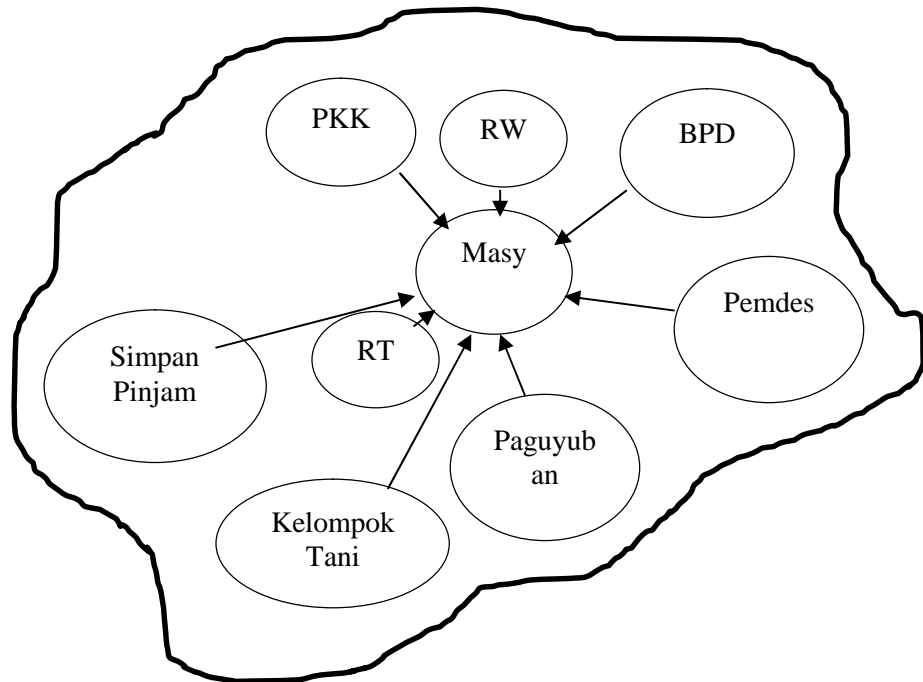 PKK
RW
BPD
Masy
Pemdes
Simpan
Pinjam
RT
Paguyub
an
Kelompok
Tani